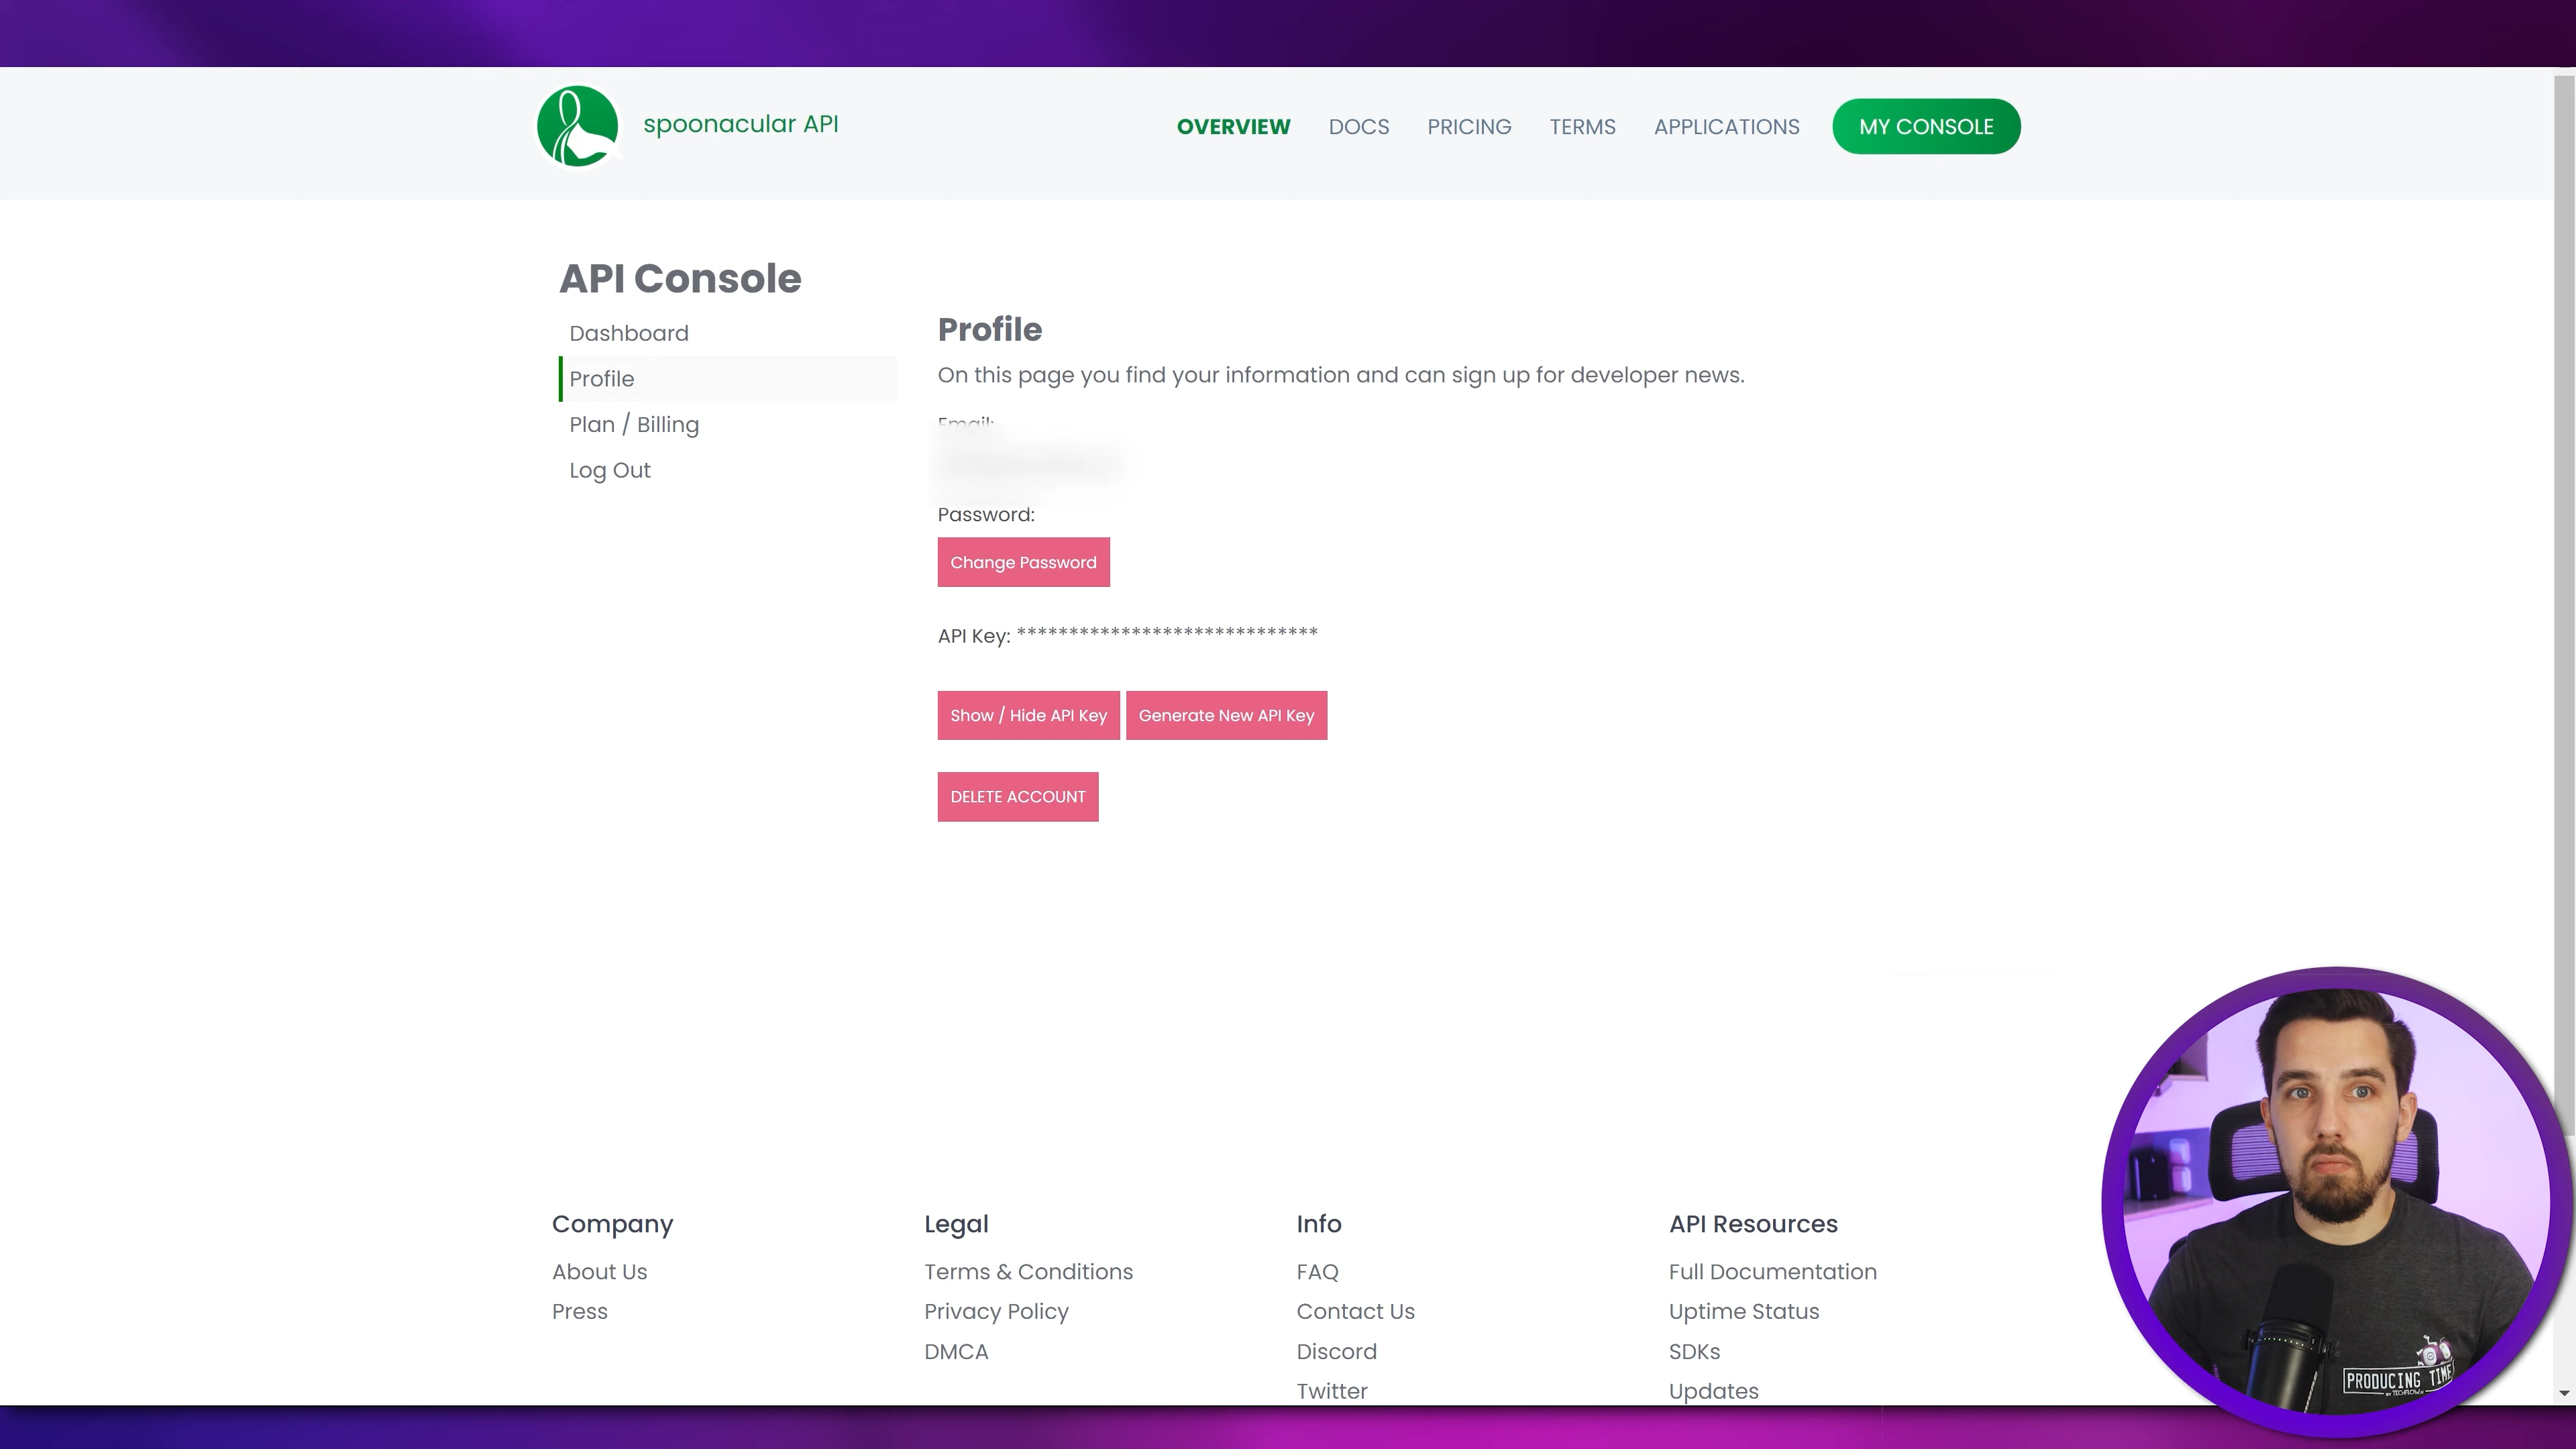 spoonacular API
OVERVIEW DOCS PRICING TERMS APPLICATIONS MY CONSOLE
API Console
Dashboard
Profile
Plan / Billing
Log Out
Profile
On this page you find your information and can sign up for developer news.
Email:
Password:
Change Password
API Key: *****************************
Show / Hide API Key Generate New API Key
DELETE ACCOUNT
Company
About Us
Press
Legal
Terms & Conditions
Privacy Policy
DMCA
Info
FAQ
Contact Us
Discord
Twitter
API Resources
Full Documentation
Uptime Status
SDKs
Updates
PRODUCING TIME